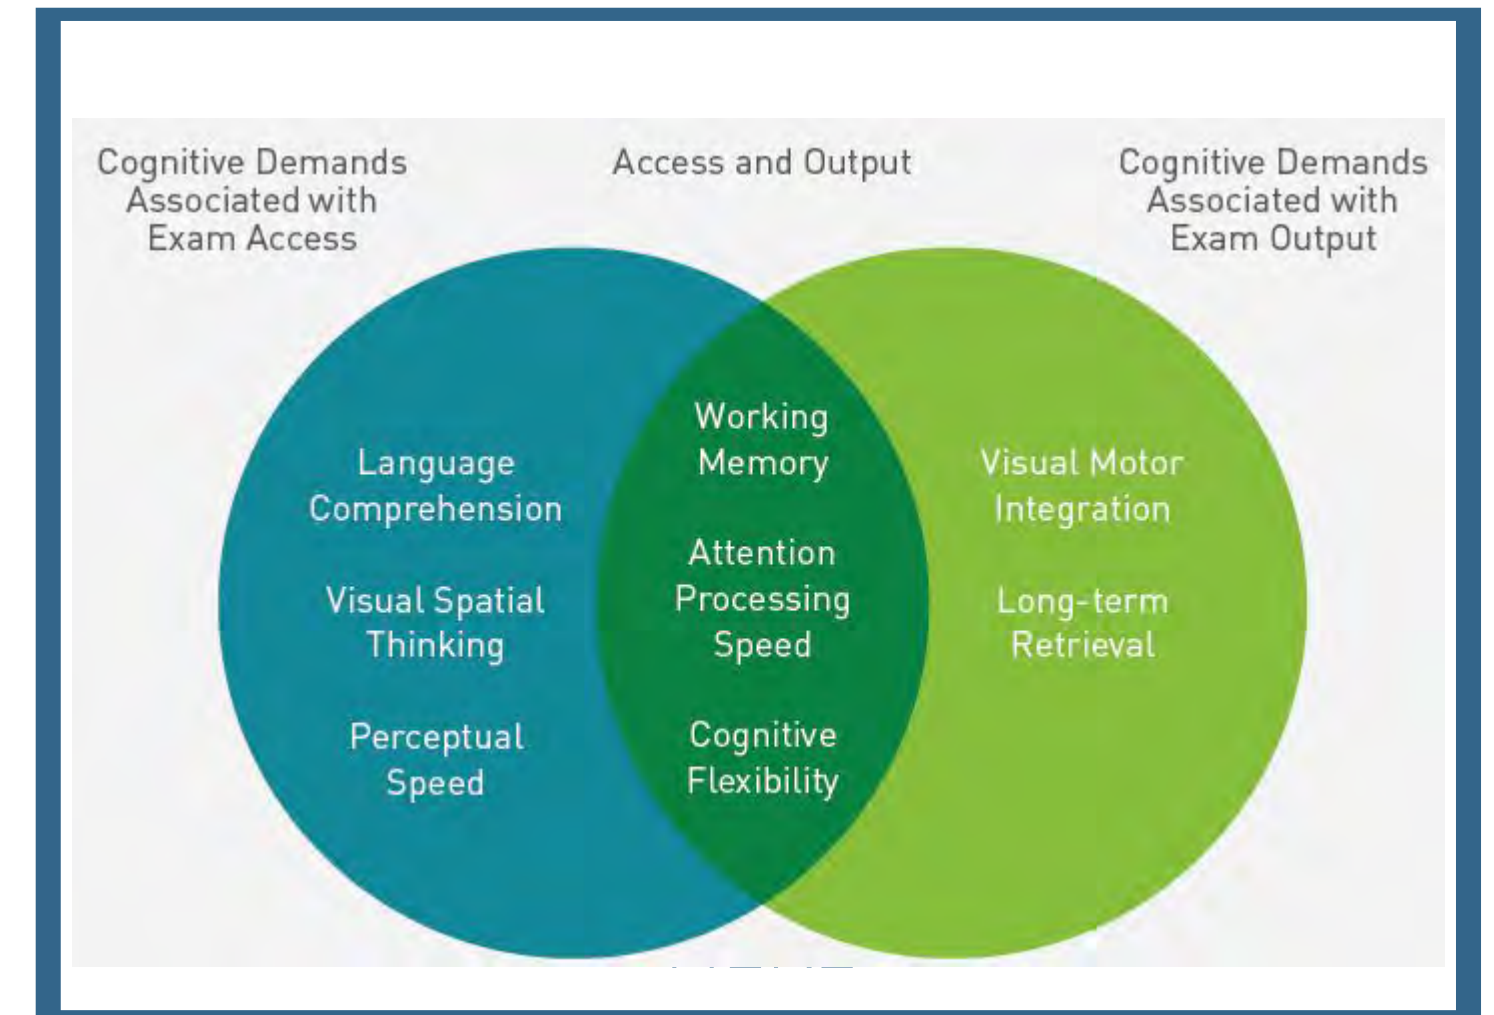 Cognitive Demands
Associated with
Exam Access
Access and Output
Cognitive Demands
Associated with
Exam Output
Language
Comprehension
Visual Spatial
Thinking
Perceptual
Speed
Working
Memory
Attention
Processing
Speed
Cognitive
Flexibility
Visual Motor
Integration
Long-term
Retrieval